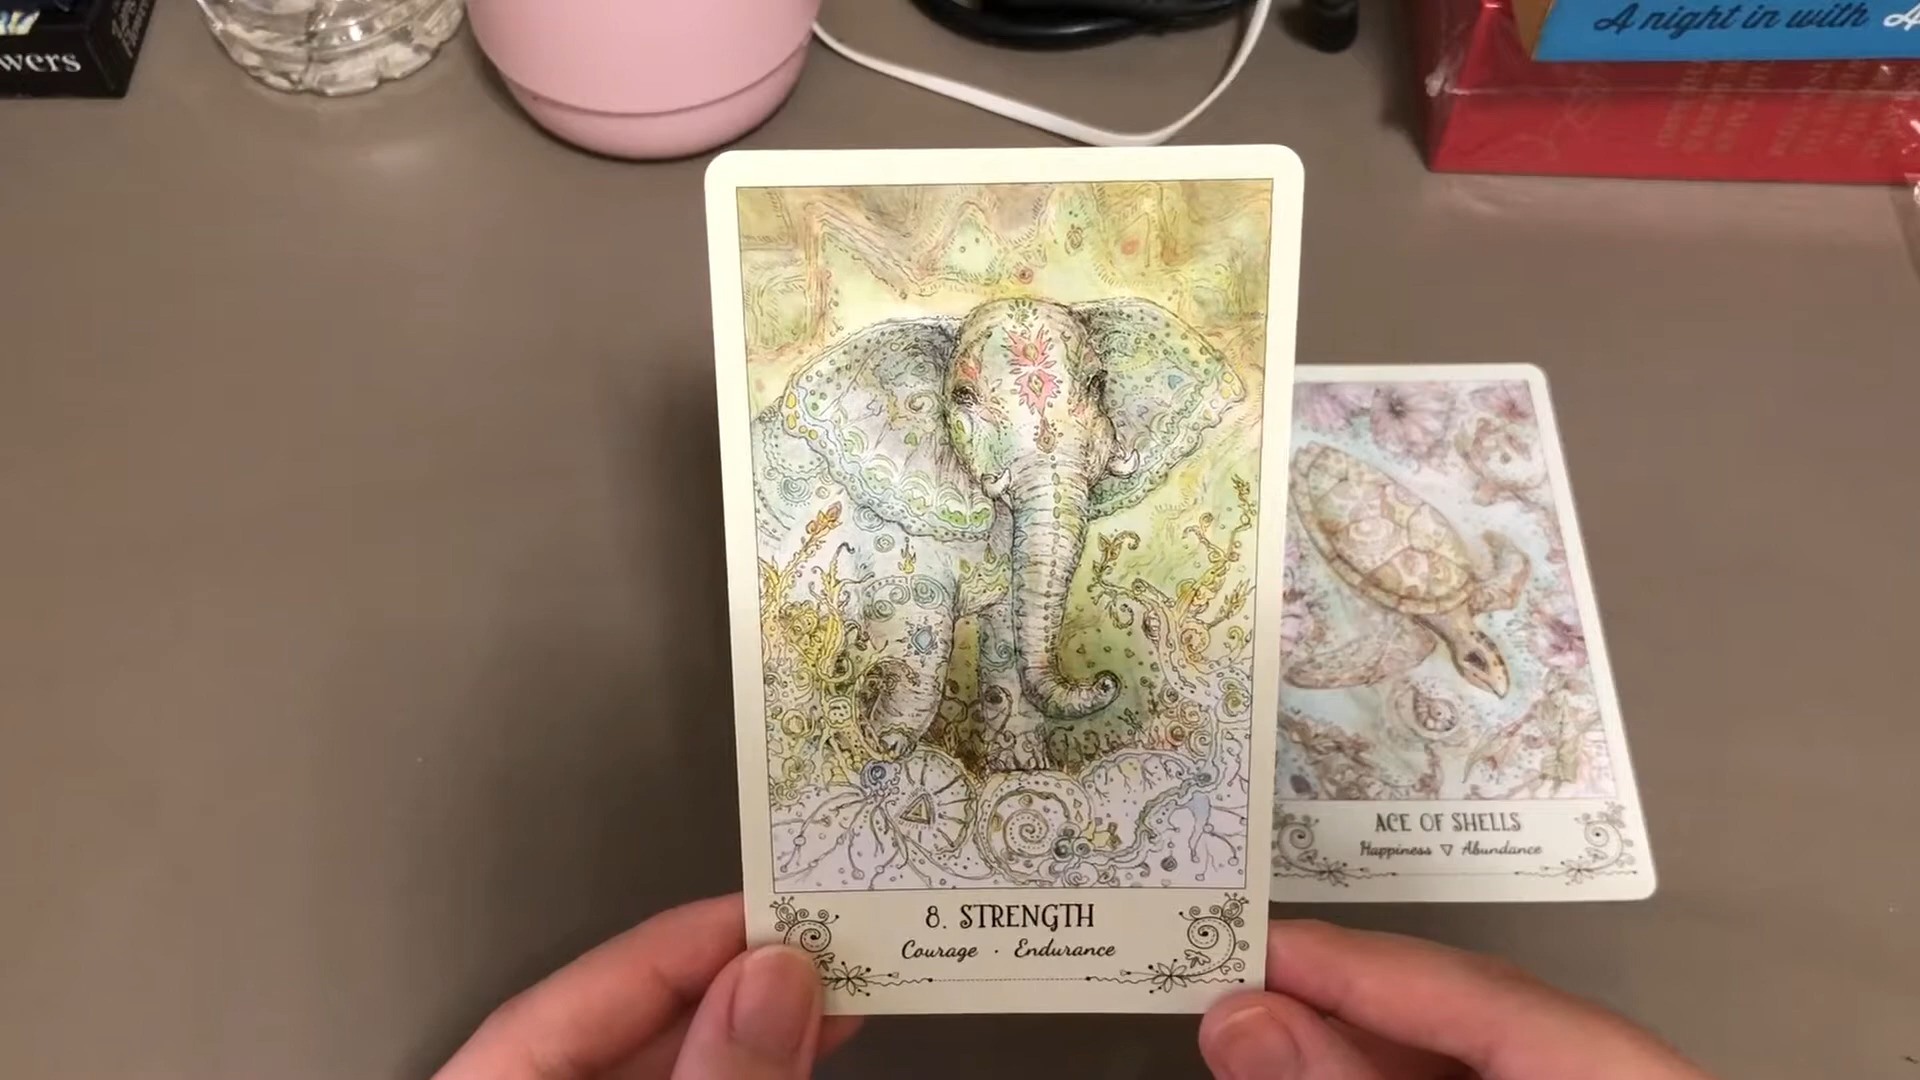 wers
A night in with
8. STRENGTH
Courage · Endurance
ACE OF SHELLS
Happiness ▽ Abundance